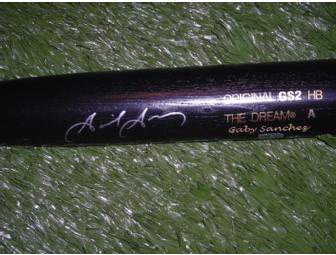 ORIGINAL GS2 HB
THE DREAM® A
Gaby Sanchez